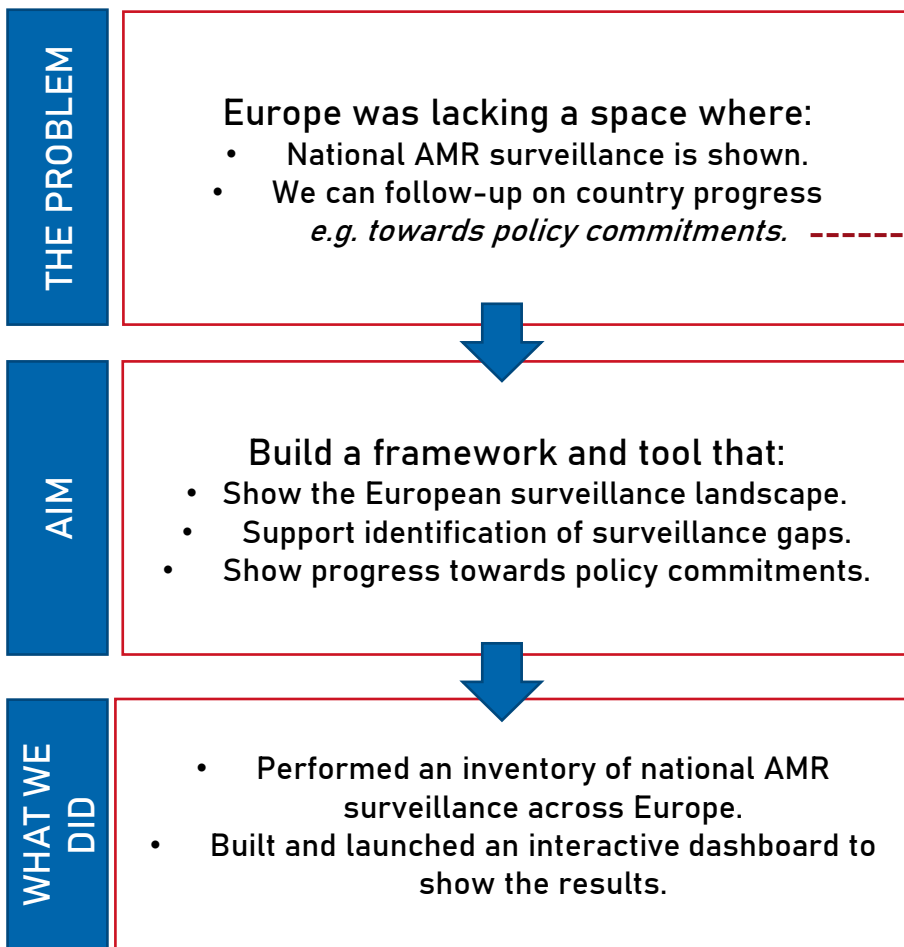 THE PROBLEM
Europe was lacking a space where:
• National AMR surveillance is shown.
• We can follow-up on country progress
e.g. towards policy commitments.
AIM
Build a framework and tool that:
• Show the European surveillance landscape.
• Support identification of surveillance gaps.
• Show progress towards policy commitments.
WHAT WE
DID
• Performed an inventory of national AMR
surveillance across Europe.
• Built and launched an interactive dashboard to
show the results.